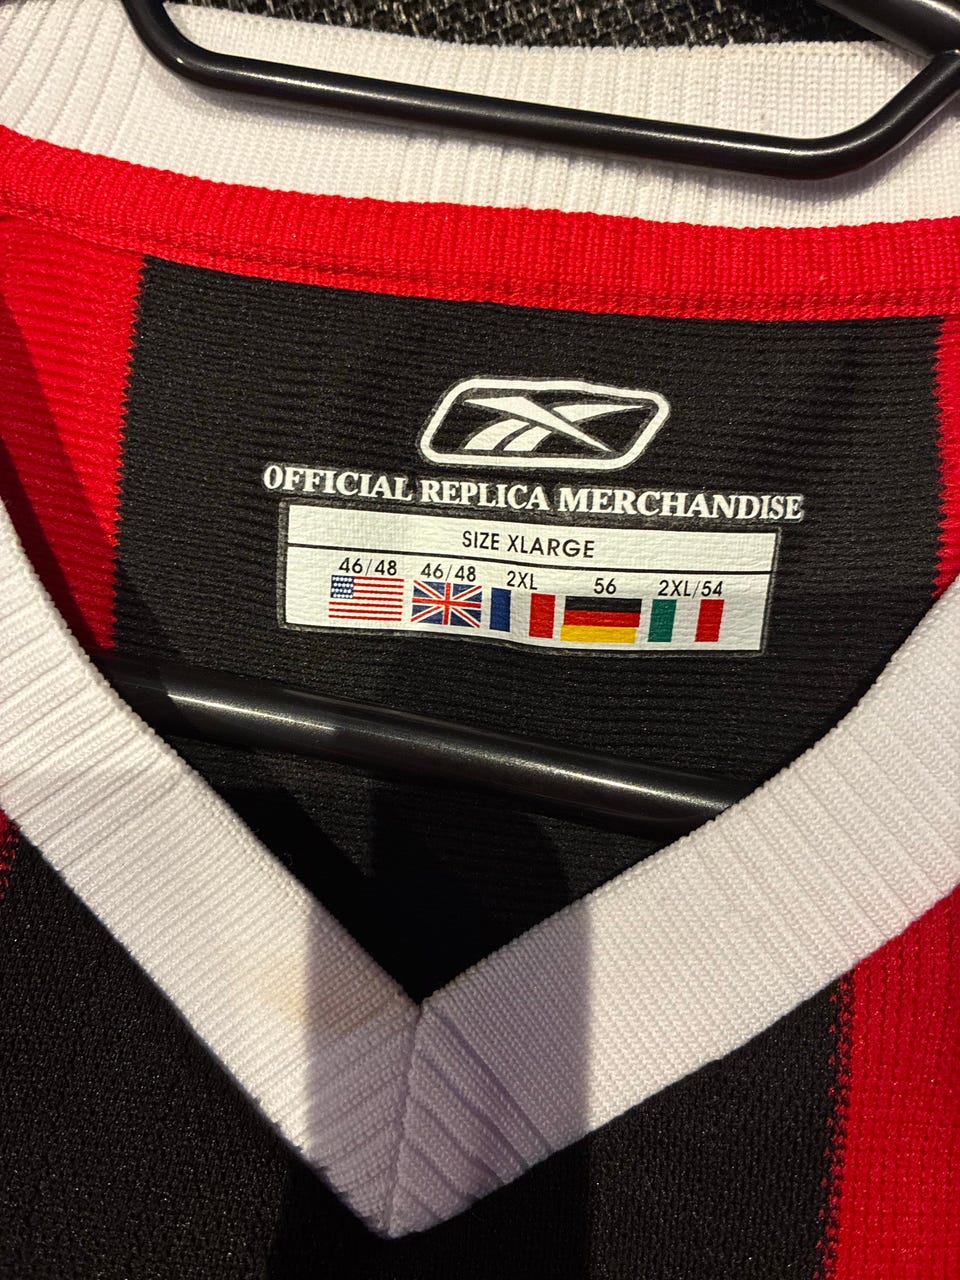 OFFICIAL REPLICA MERCHANDISE
SIZE XLARGE
46/48 46/48 2XL 56 2XL/54